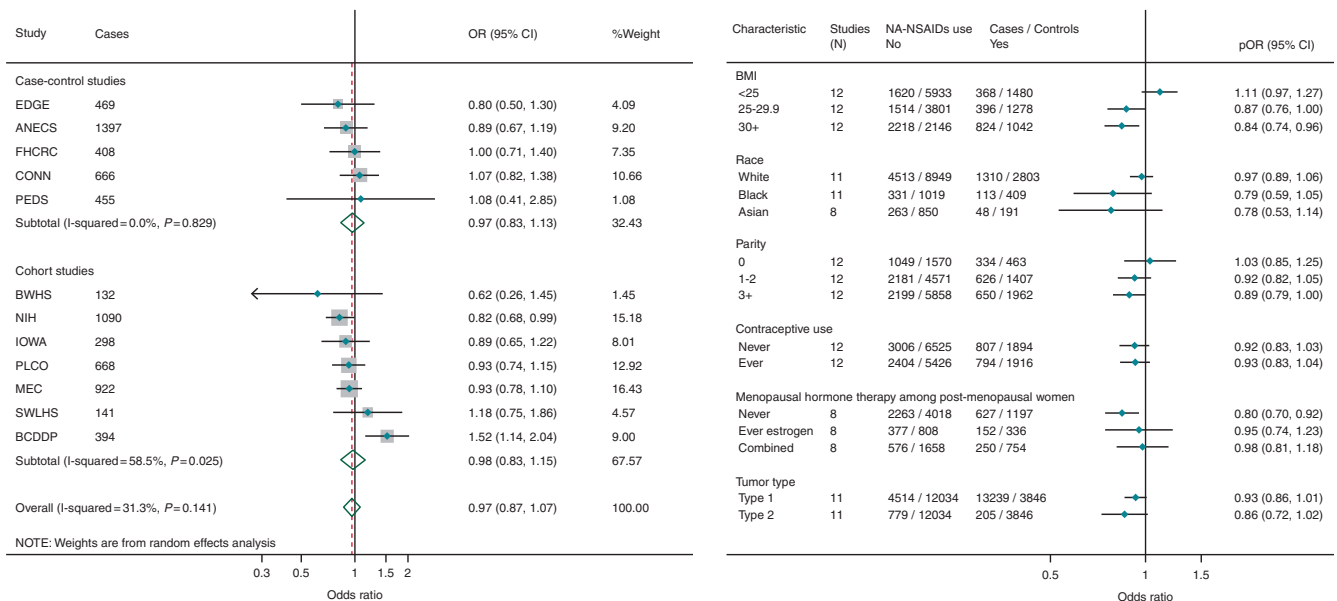 Study Cases OR (95% CI) %Weight
Case-control studies
EDGE 469 0.80 (0.50, 1.30) 4.09
ANECS 1397 0.89 (0.67, 1.19) 9.20
FHCRC 408 1.00 (0.71, 1.40) 7.35
CONN 666 1.07 (0.82, 1.38) 10.66
PEDS 455 1.08 (0.41, 2.85) 1.08
Subtotal (I-squared=0.0%, P=0.829) 0.97 (0.83, 1.13) 32.43
Cohort studies
BWHS 132 0.62 (0.26, 1.45) 1.45
NIH 1090 0.82 (0.68, 0.99) 15.18
IOWA 298 0.89 (0.65, 1.22) 8.01
PLCO 668 0.93 (0.74, 1.15) 12.92
MEC 922 0.93 (0.78, 1.10) 16.43
SWLHS 141 1.18 (0.75, 1.86) 4.57
BCDDP 394 1.52 (1.14, 2.04) 9.00
Subtotal (I-squared=58.5%, P=0.025) 0.98 (0.83, 1.15) 67.57
Overall (I-squared=31.3%, P=0.141) 0.97 (0.87, 1.07) 100.00
NOTE: Weights are from random effects analysis
0.3 0.5 1 1.5 2
Odds ratio
Characteristic Studies NA-NSAIDs use Cases / Controls
(N) No Yes pOR (95% CI)
BMI
<25 12 1620 / 5933 368 / 1480 1.11 (0.97, 1.27)
25-29.9 12 1514 / 3801 396 / 1278 0.87 (0.76, 1.00)
30+ 12 2218 / 2146 824 / 1042 0.84 (0.74, 0.96)
Race
White 11 4513 / 8949 1310 / 2803 0.97 (0.89, 1.06)
Black 11 331 / 1019 113 / 409 0.79 (0.59, 1.05)
Asian 8 263 / 850 48 / 191 0.78 (0.53, 1.14)
Parity
0 12 1049 / 1570 334 / 463 1.03 (0.85, 1.25)
1-2 12 2181 / 4571 626 / 1407 0.92 (0.82, 1.05)
3+ 12 2199 / 5858 650 / 1962 0.89 (0.79, 1.00)
Contraceptive use
Never 12 3006 / 6525 807 / 1894 0.92 (0.83, 1.03)
Ever 12 2404 / 5426 794 / 1916 0.93 (0.83, 1.04)
Menopausal hormone therapy among post-menopausal women
Never 8 2263 / 4018 627 / 1197 0.80 (0.70, 0.92)
Ever estrogen 8 377 / 808 152 / 336 0.95 (0.74, 1.23)
Combined 8 576 / 1658 250 / 754 0.98 (0.81, 1.18)
Tumor type
Type 1 11 4514 / 12034 13239 / 3846 0.93 (0.86, 1.01)
Type 2 11 779 / 12034 205 / 3846 0.86 (0.72, 1.02)
0.5 1 1.5
Odds ratio